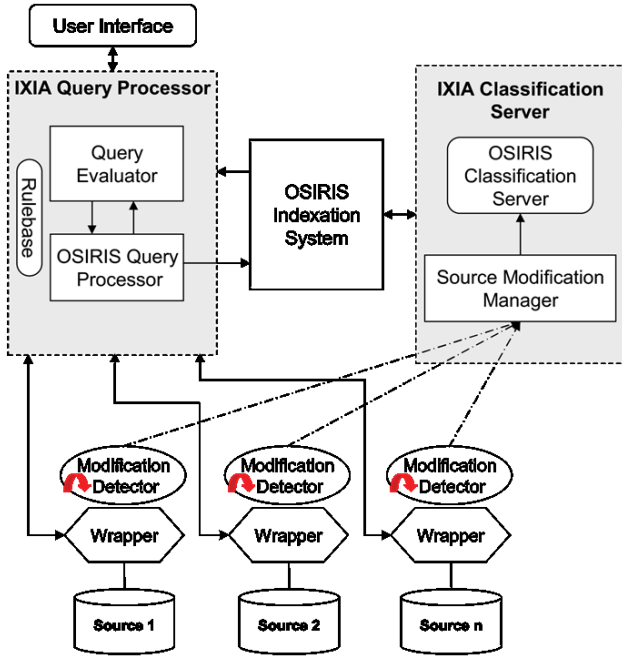 User Interface
IXIA Query Processor
Rulebase
Query
Evaluator
OSIRIS Query
Processor
OSIRIS
Indexation
System
IXIA Classification
Server
OSIRIS
Classification
Server
Source Modification
Manager
Modification
Detector
Modification
Detector
Modification
Detector
Wrapper
Wrapper
Wrapper
Source 1
Source 2
Source n